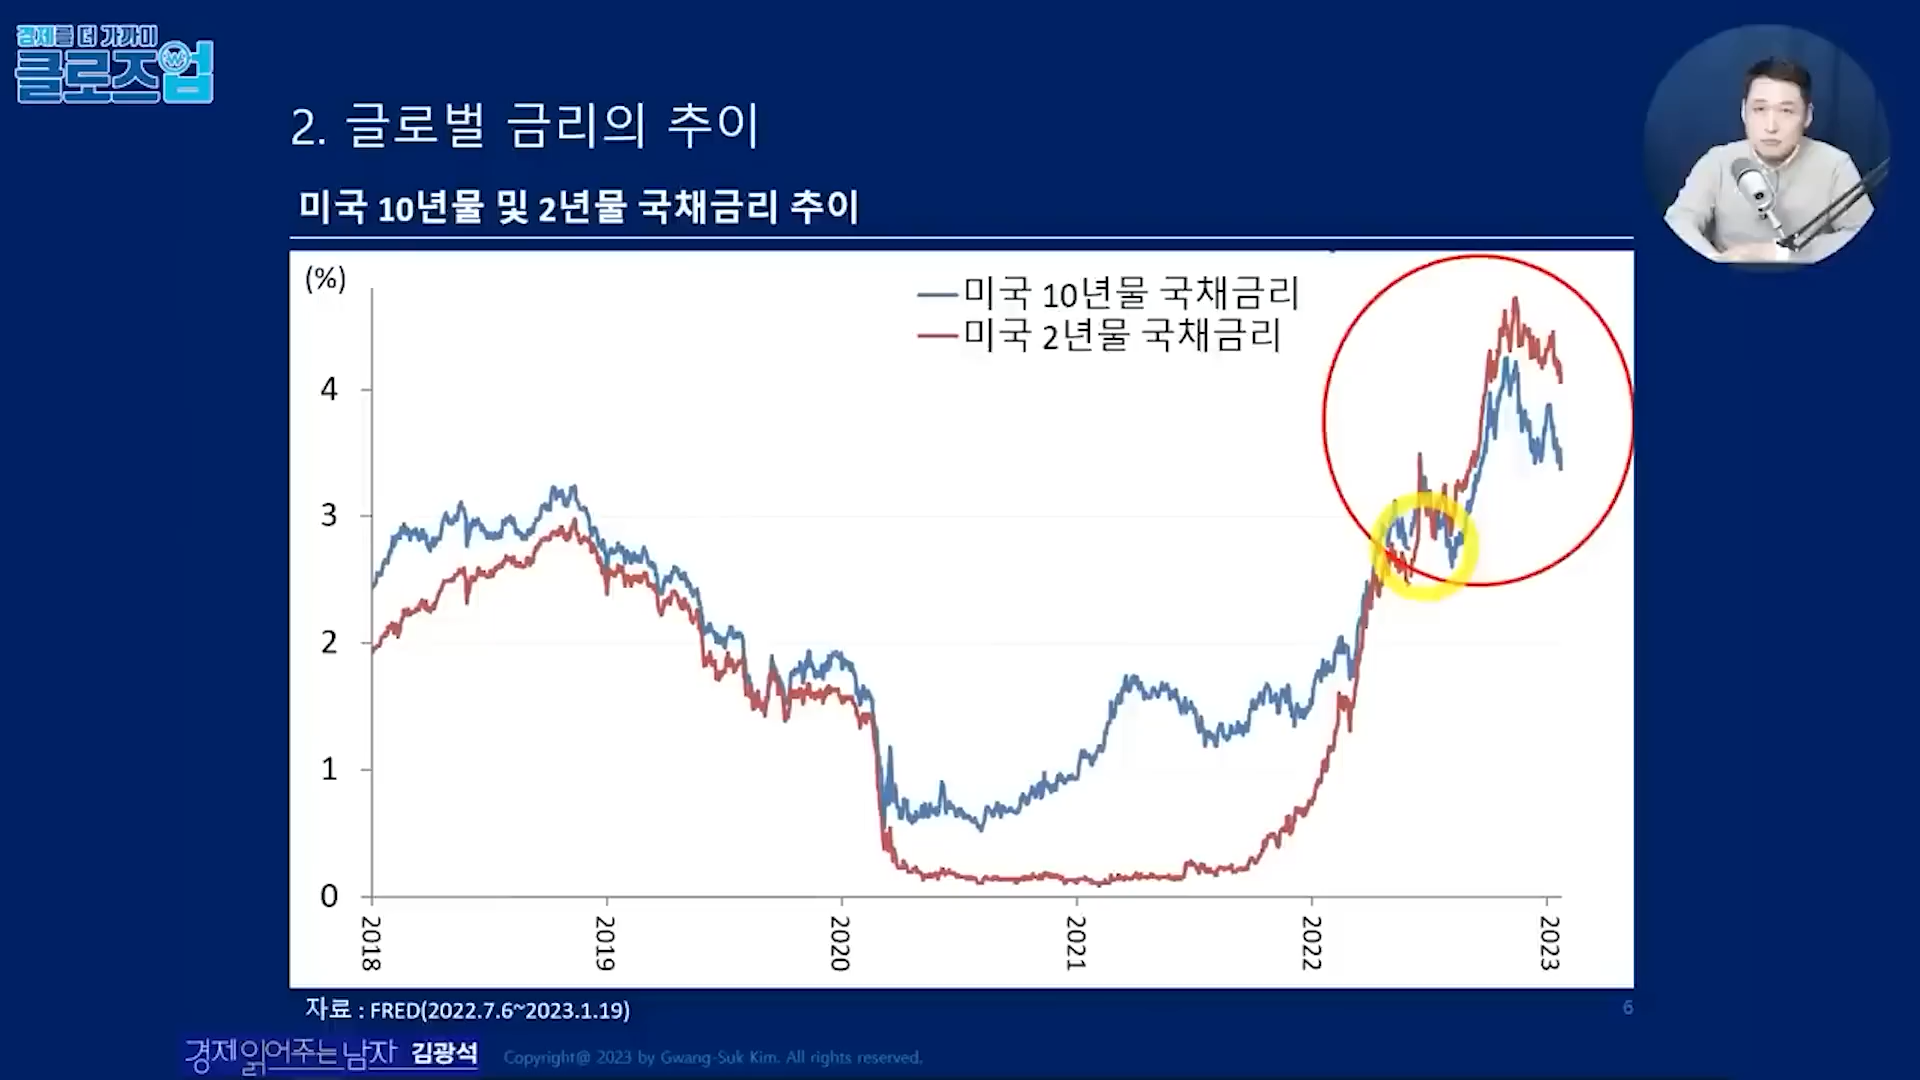 경제를 더 가까이
클로즈업
2. 글로벌 금리의 추이
미국 10년물 및 2년물 국채금리 추이
(%)
미국 10년물 국채금리
미국 2년물 국채금리
4
3
2
1
0
2018
2019
2020
2021
2022
2023
자료 : FRED(2022.7.6~2023.1.19)
6
경제 읽어주는 남자 김광석
Copyright@ 2023 by Gwang-Suk Kim. All rights reserved.